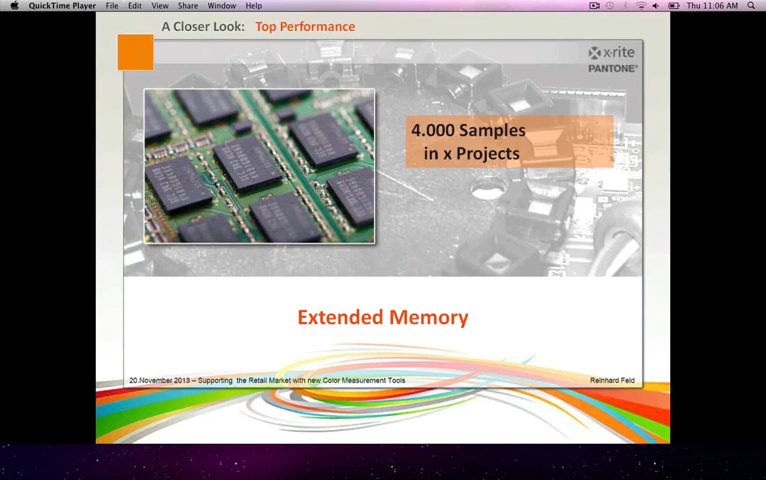 QuickTime Player File Edit View Share Window Help
Thu 11:06 AM
A Closer Look: Top Performance
x·rite
PANTONE®
4.000 Samples
in x Projects
Extended Memory
20.November 2013 – Supporting the Retail Market with new Color Measurement Tools
Reinhard Feld